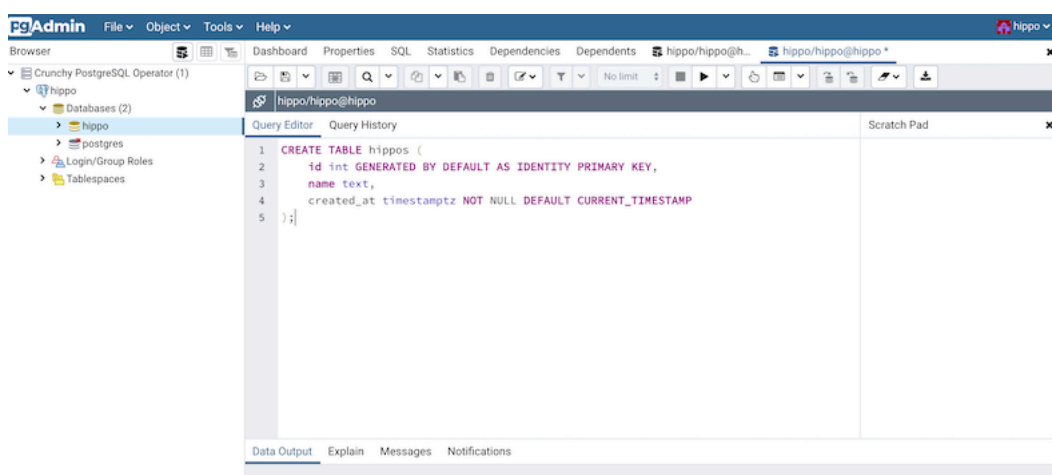 pgAdmin File Object Tools Help hippo
Browser Dashboard Properties SQL Statistics Dependencies Dependents hippo/hippo@h... hippo/hippo@hippo *
Crunchy PostgreSQL Operator (1)
hippo
Databases (2)
hippo
postgres
Login/Group Roles
Tablespaces
No limit
hippo/hippo@hippo
Query Editor Query History Scratch Pad
1 CREATE TABLE hippos (
2 id int GENERATED BY DEFAULT AS IDENTITY PRIMARY KEY,
3 name text,
4 created_at timestamptz NOT NULL DEFAULT CURRENT_TIMESTAMP
5 );
Data Output Explain Messages Notifications